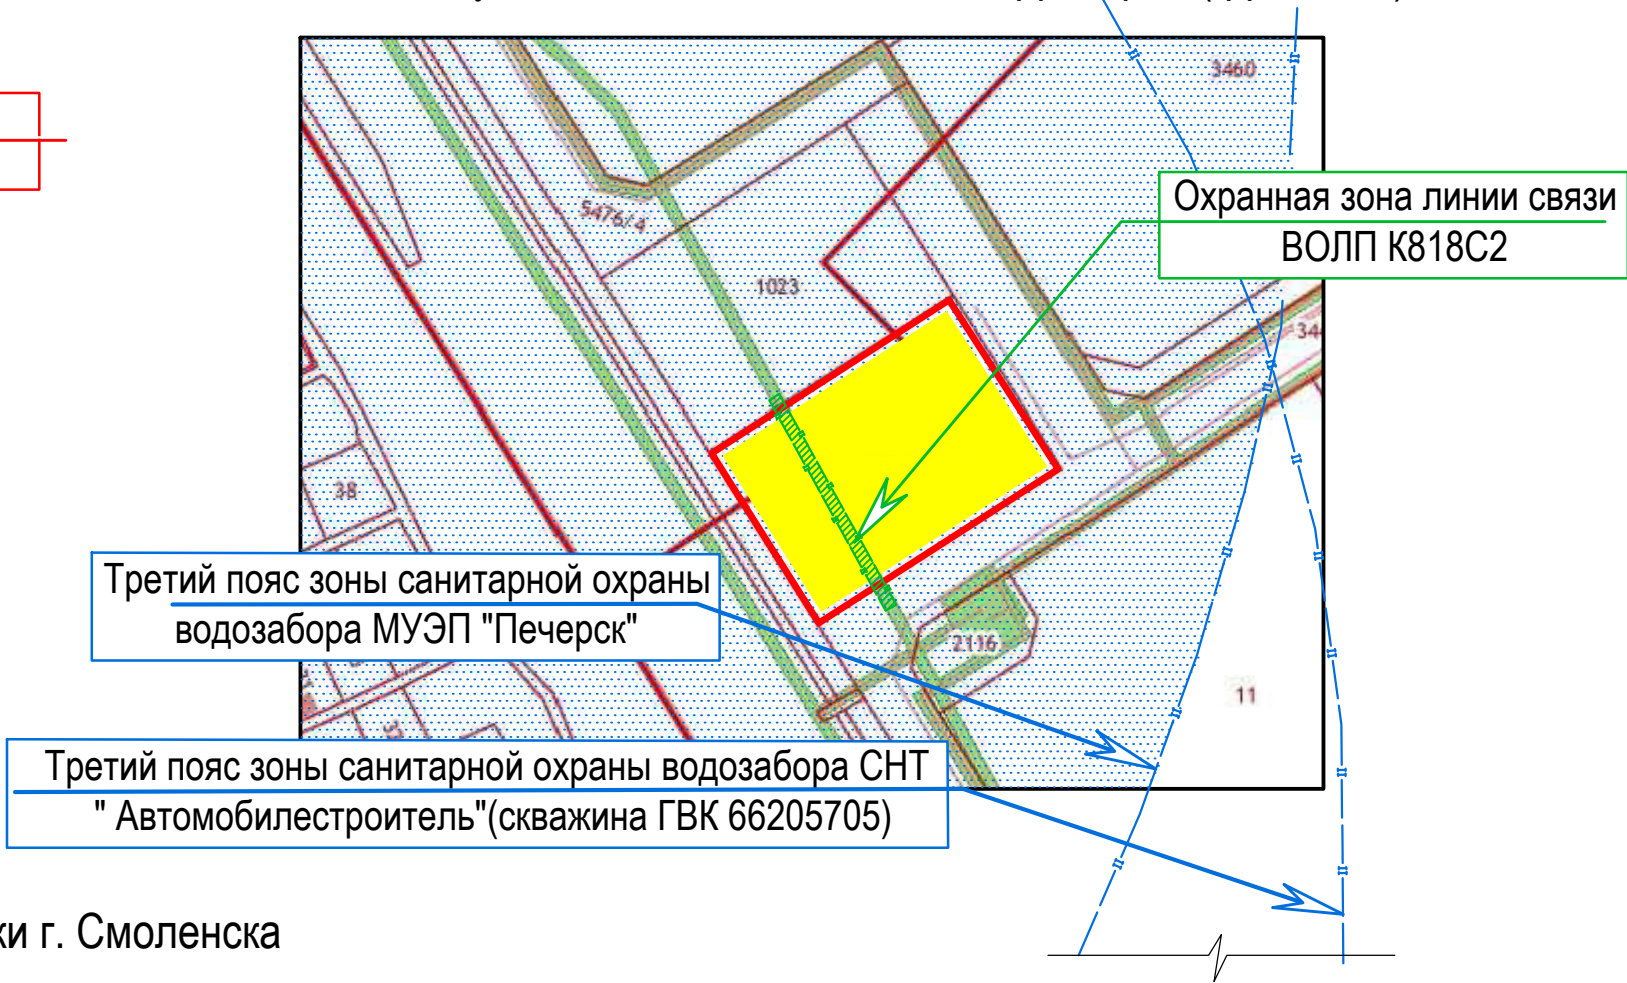 3460
Охранная зона линии связи
ВОЛП К818С2
5476/4
1023
34
38
Третий пояс зоны санитарной охраны
водозабора МУЭП "Печерск"
2116
11
Третий пояс зоны санитарной охраны водозабора СНТ
" Автомобилестроитель"(скважина ГВК 66205705)
ки г. Смоленска